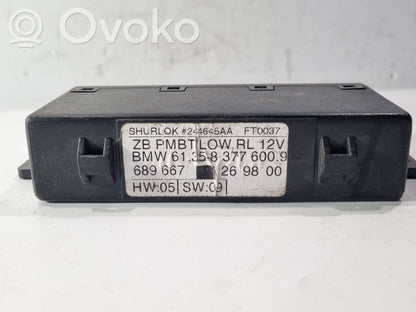 Ovoko
SHURLOK #244645AA FT0037
ZB PMBT LOW RL 12V
BMW 61.35-8 377 600.9
689 667 26 98 00
HW:05 SW:09